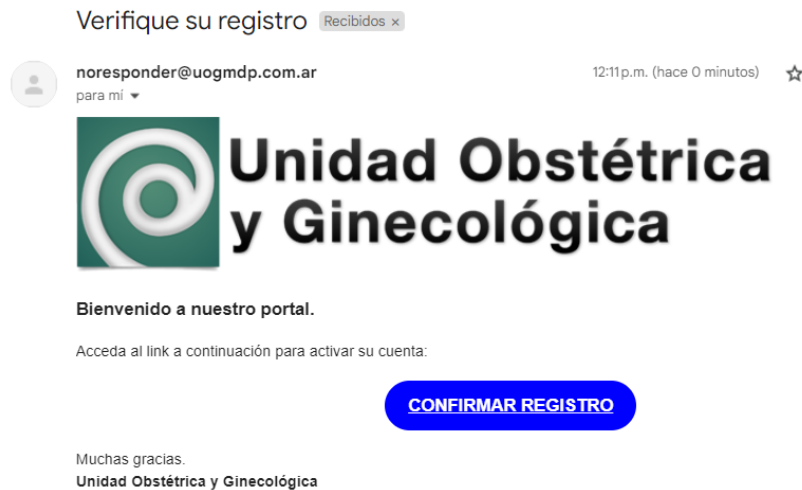 Verifique su registro Recibidos ×
noresponder@uogmdp.com.ar 12:11 p.m. (hace 0 minutos)
para mí
Unidad Obstétrica
y Ginecológica
Bienvenido a nuestro portal.
Acceda al link a continuación para activar su cuenta:
CONFIRMAR REGISTRO
Muchas gracias.
Unidad Obstétrica y Ginecológica